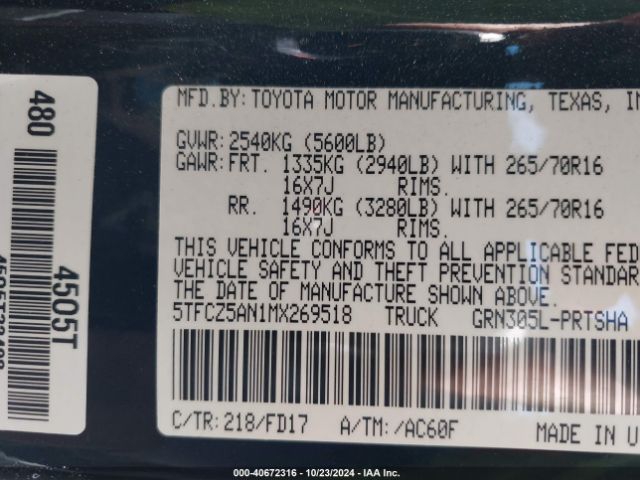 MFD.BY: TOYOTA MOTOR MANUFACTURING, TEXAS,
GVWR: 2540KG (5600LB)
GAWR: FRT. 1335KG (2940LB) WITH 265/70R16
16X7J RIMS.
RR. 1490KG (3280LB) WITH 265/70R16
16X7J RIMS.
THIS VEHICLE CONFORMS TO ALL APPLICABLE FED
VEHICLE SAFETY AND THEFT PREVENTION STANDAR
THE DATE OF MANUFACTURE SHOWN ABOVE.
5TFCZ5AN1MX269518 TRUCK GRN305L-PRTSHA
C/TR: 218/FD17 A/TM: /AC60F MADE IN U
480
45O5T
000-40672316 | 10/23/2024 | IAA Inc.